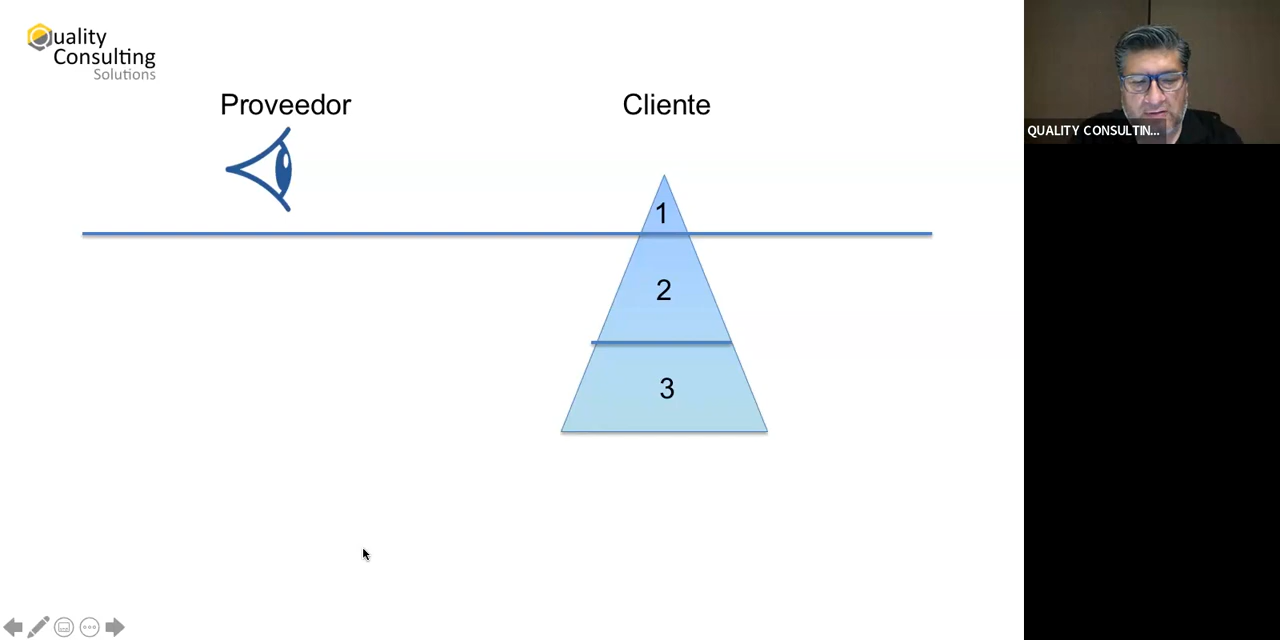 Quality
Consulting
Solutions
Proveedor
Cliente
1
2
3
QUALITY CONSULTIN...